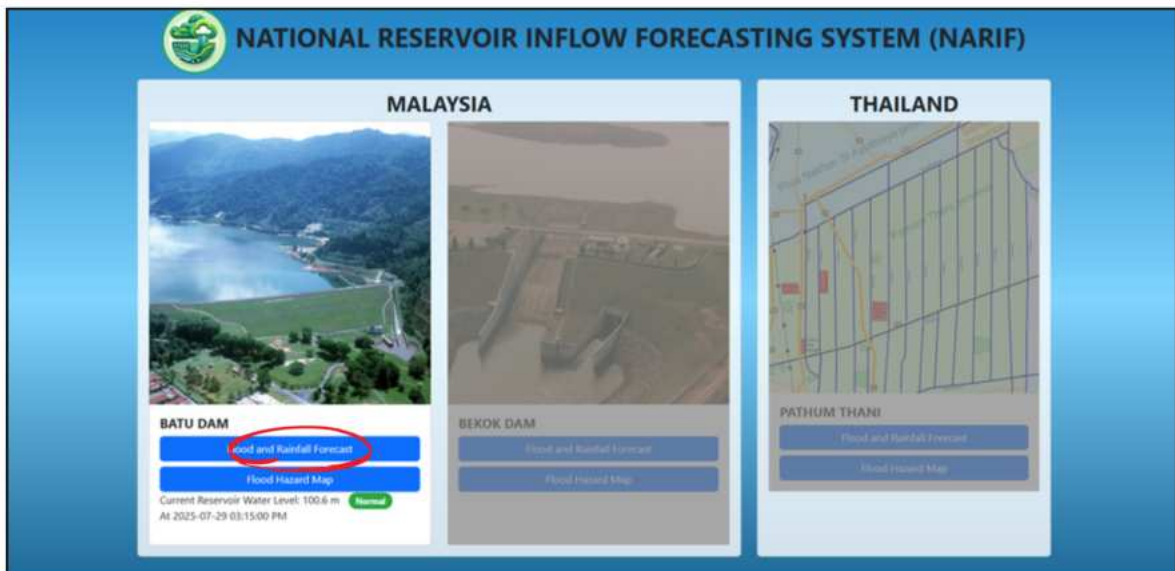 NATIONAL RESERVOIR INFLOW FORECASTING SYSTEM (NARIF)
MALAYSIA
BATU DAM
Flood and Rainfall Forecast
Flood Hazard Map
Current Reservoir Water Level: 100.6 m Normal
At 2025-07-29 03:15:00 PM
BEKOK DAM
Flood and Rainfall Forecast
Flood Hazard Map
THAILAND
PATHUM THANI
Flood and Rainfall Forecast
Flood Hazard Map